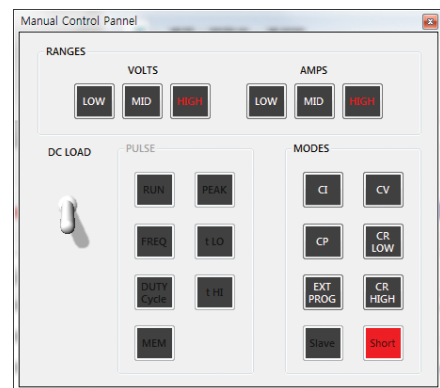 Manual Control Pannel
RANGES
VOLTS
AMPS
LOW MID HIGH LOW MID HIGH
DC LOAD
PULSE
MODES
RUN PEAK CI CV
FREQ t LO CP CR LOW
DUTY Cycle t HI EXT PROG CR HIGH
MEM Slave Short